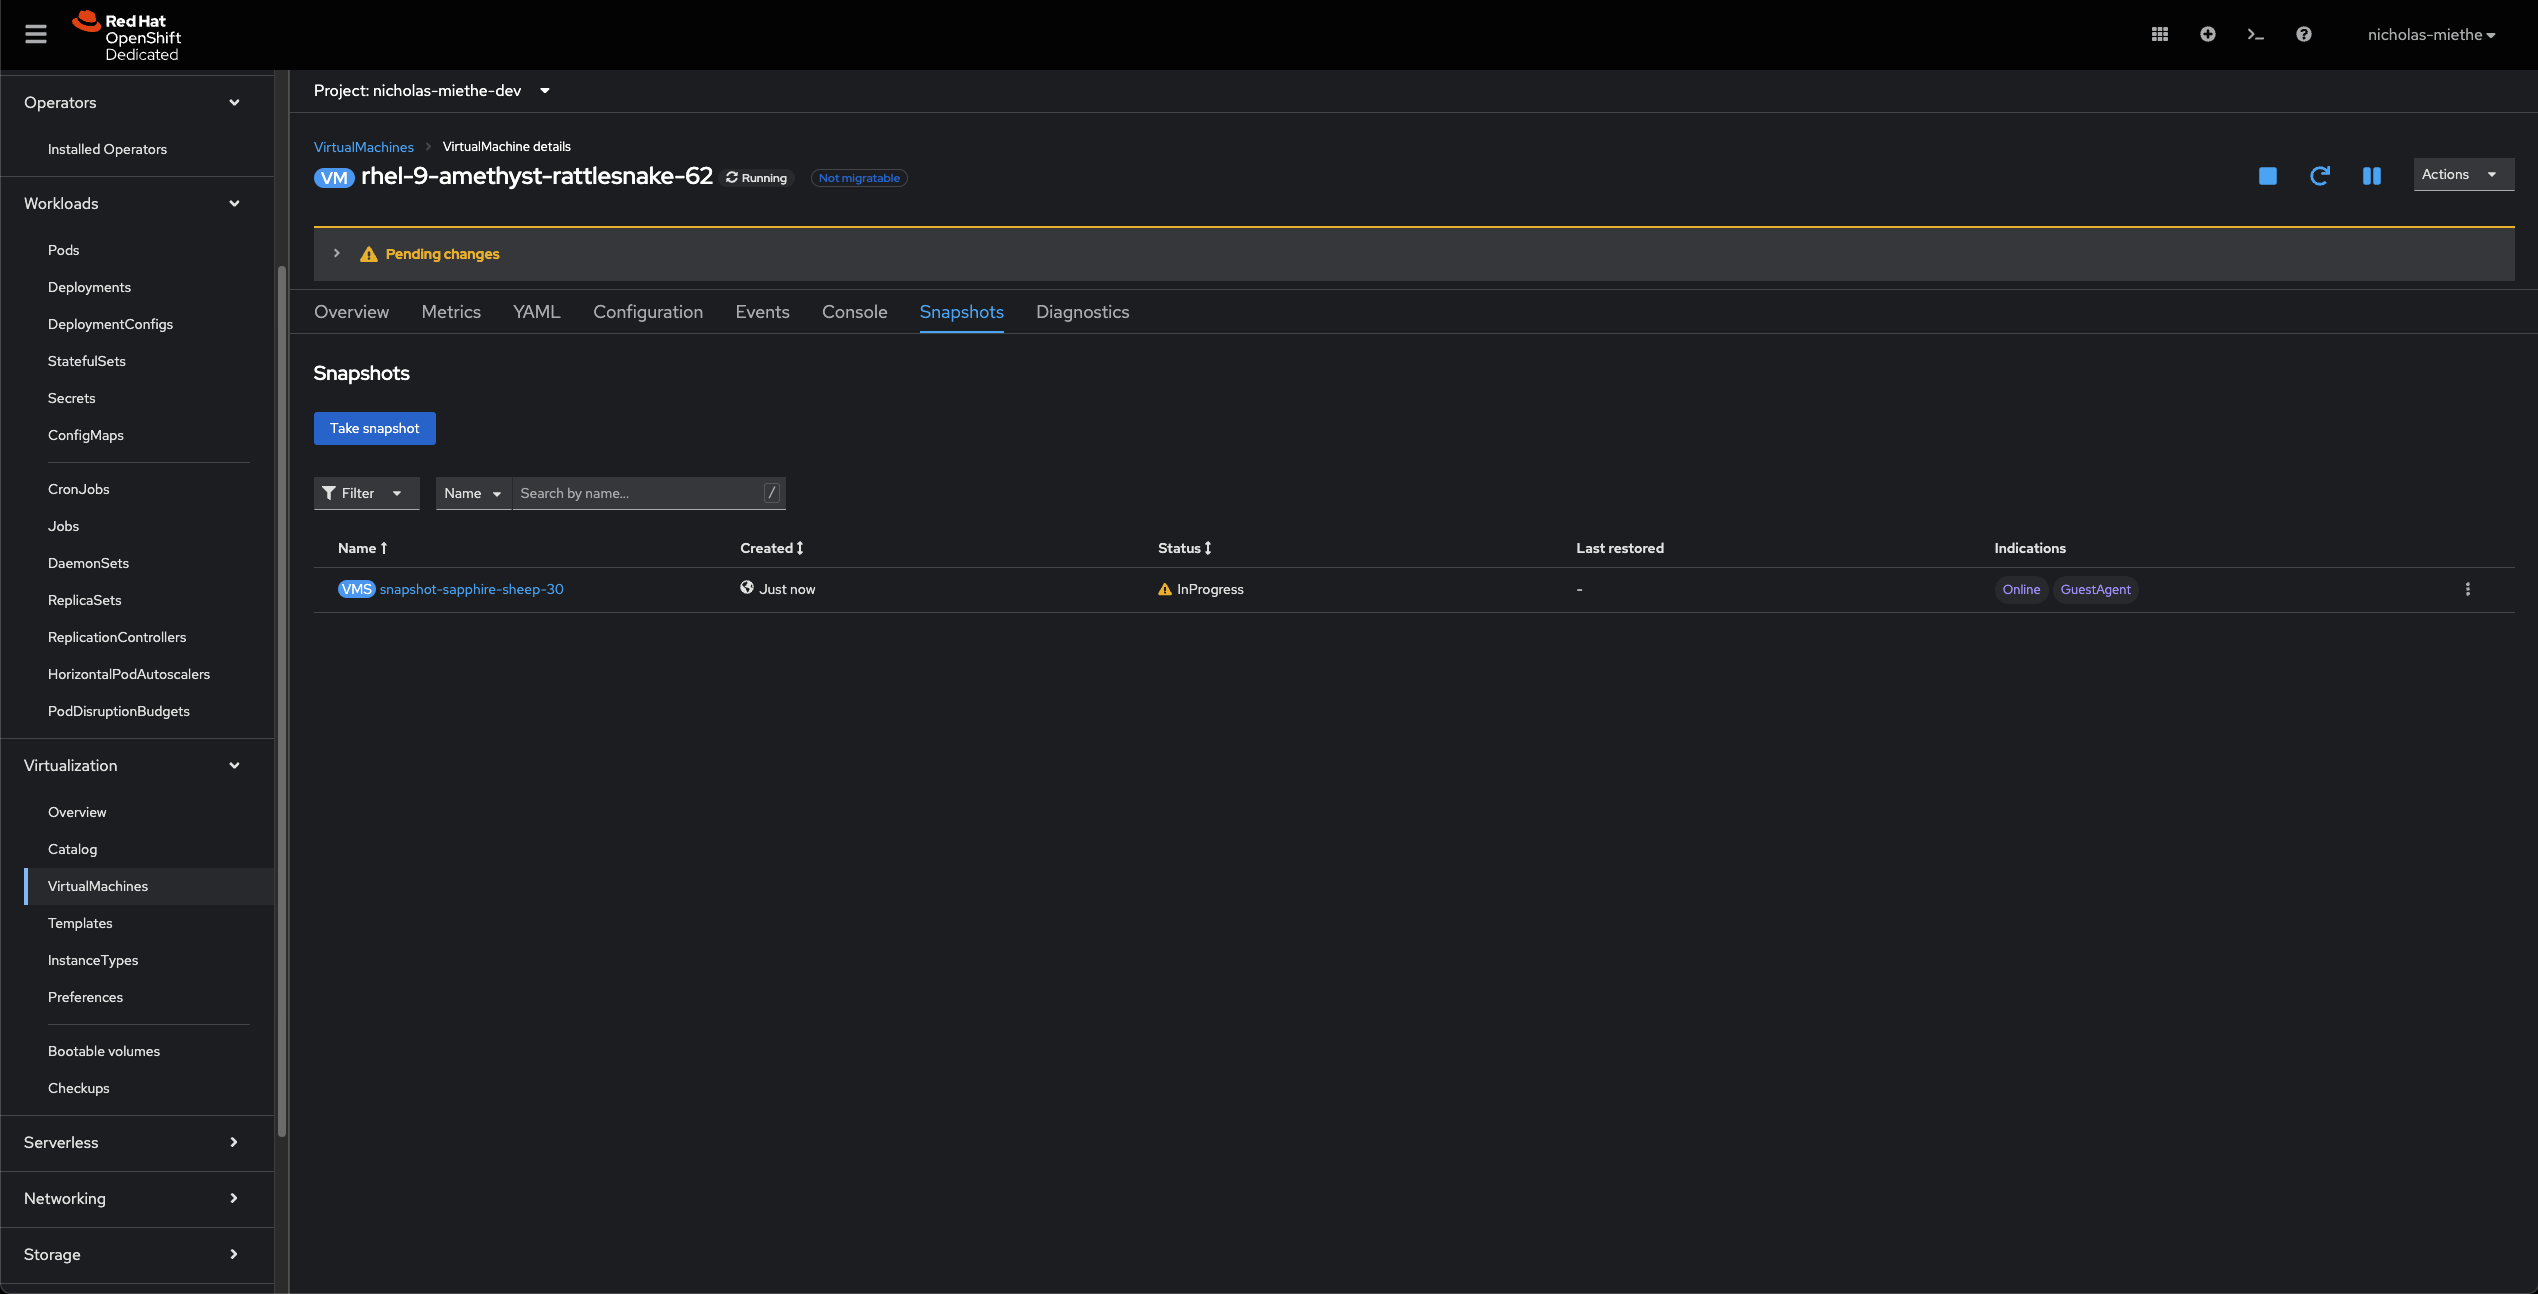 Red Hat
OpenShift
Dedicated
nicholas-miethe
Operators
Installed Operators
Workloads
Pods
Deployments
DeploymentConfigs
StatefulSets
Secrets
ConfigMaps
CronJobs
Jobs
DaemonSets
ReplicaSets
ReplicationControllers
HorizontalPodAutoscalers
PodDisruptionBudgets
Virtualization
Overview
Catalog
VirtualMachines
Templates
InstanceTypes
Preferences
Bootable volumes
Checkups
Serverless
Networking
Storage
Project: nicholas-miethe-dev
VirtualMachines > VirtualMachine details
VM rhel-9-amethyst-rattlesnake-62 Running Not migratable
Actions
Pending changes
Overview Metrics YAML Configuration Events Console Snapshots Diagnostics
Snapshots
Take snapshot
Filter Name Search by name... /
Name Created Status Last restored Indications
VMS snapshot-sapphire-sheep-30 Just now InProgress - Online GuestAgent